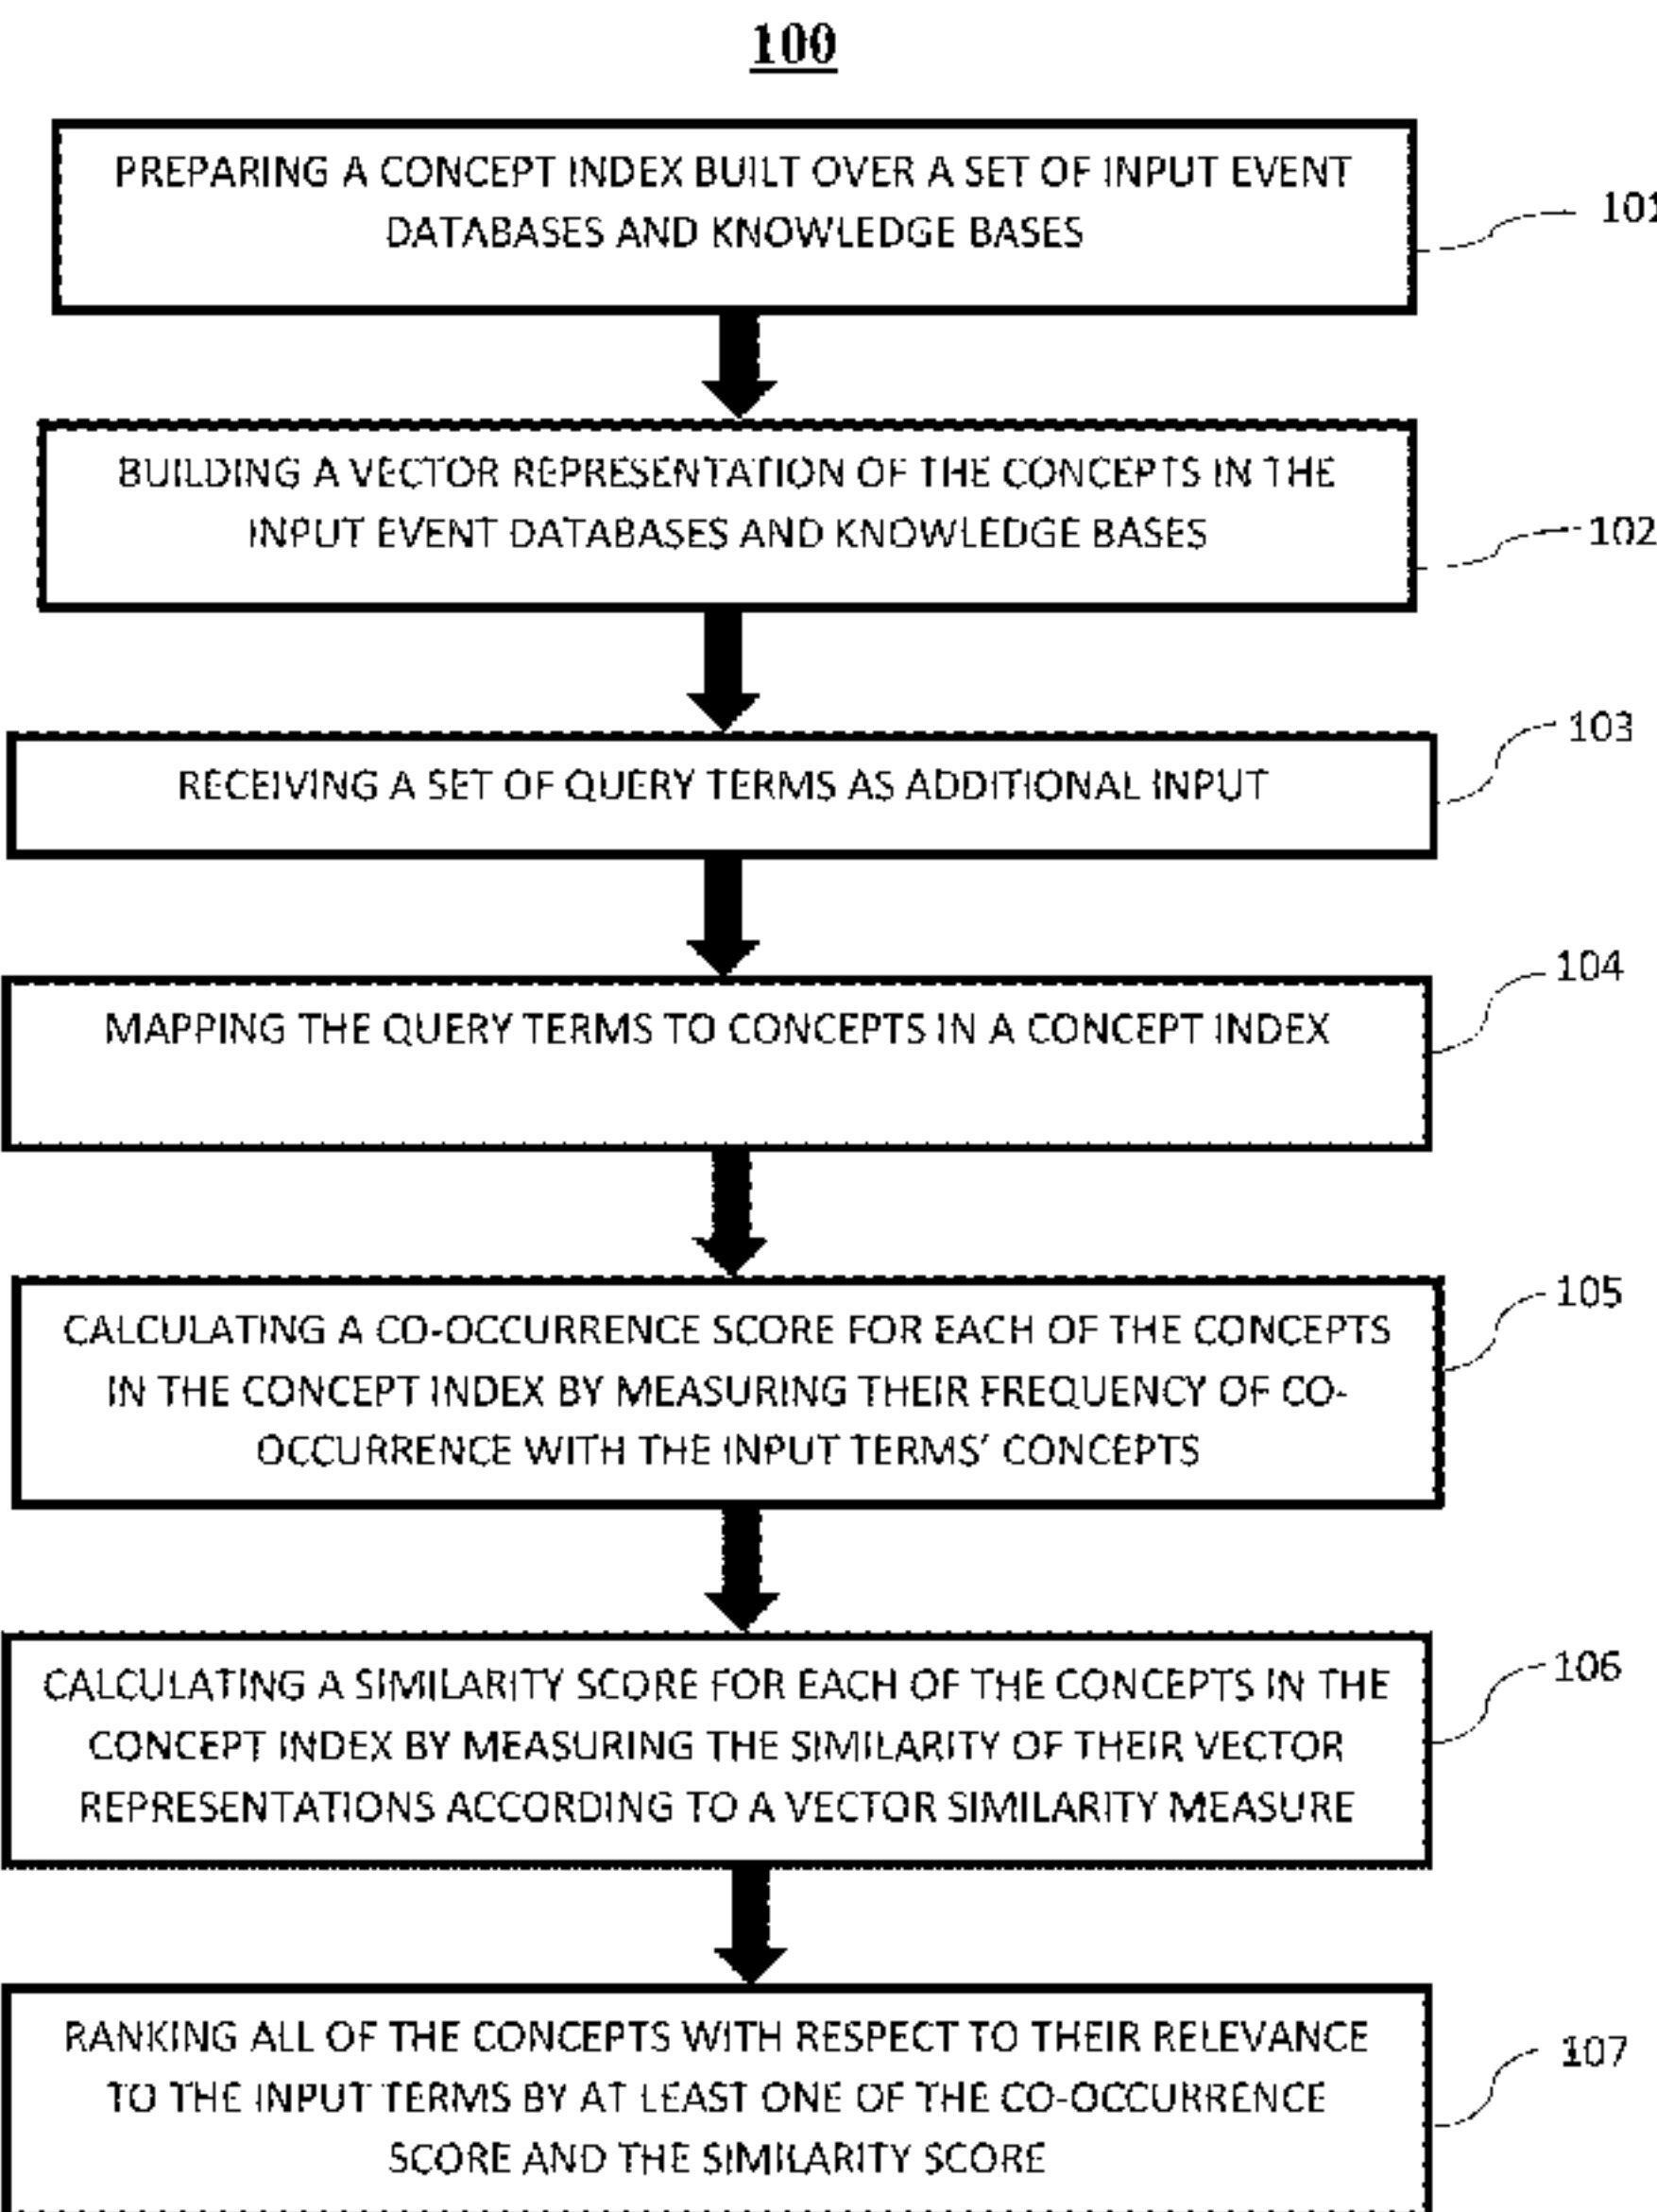 100
PREPARING A CONCEPT INDEX BUILT OVER A SET OF INPUT EVENT
DATABASES AND KNOWLEDGE BASES
101
BUILDING A VECTOR REPRESENTATION OF THE CONCEPTS IN THE
INPUT EVENT DATABASES AND KNOWLEDGE BASES
102
RECEIVING A SET OF QUERY TERMS AS ADDITIONAL INPUT
103
MAPPING THE QUERY TERMS TO CONCEPTS IN A CONCEPT INDEX
104
CALCULATING A CO-OCCURRENCE SCORE FOR EACH OF THE CONCEPTS
IN THE CONCEPT INDEX BY MEASURING THEIR FREQUENCY OF CO-
OCCURRENCE WITH THE INPUT TERMS’ CONCEPTS
105
CALCULATING A SIMILARITY SCORE FOR EACH OF THE CONCEPTS IN THE
CONCEPT INDEX BY MEASURING THE SIMILARITY OF THEIR VECTOR
REPRESENTATIONS ACCORDING TO A VECTOR SIMILARITY MEASURE
106
RANKING ALL OF THE CONCEPTS WITH RESPECT TO THEIR RELEVANCE
TO THE INPUT TERMS BY AT LEAST ONE OF THE CO-OCCURRENCE
SCORE AND THE SIMILARITY SCORE
107